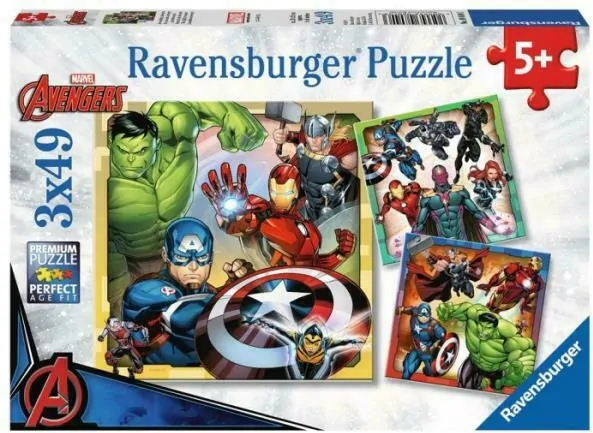 Ravensburger® Puzzle
5+
MARVEL
AVENGERS
3x49
PREMIUM
PUZZLE
PERFECT
AGE FIT
Ravensburger